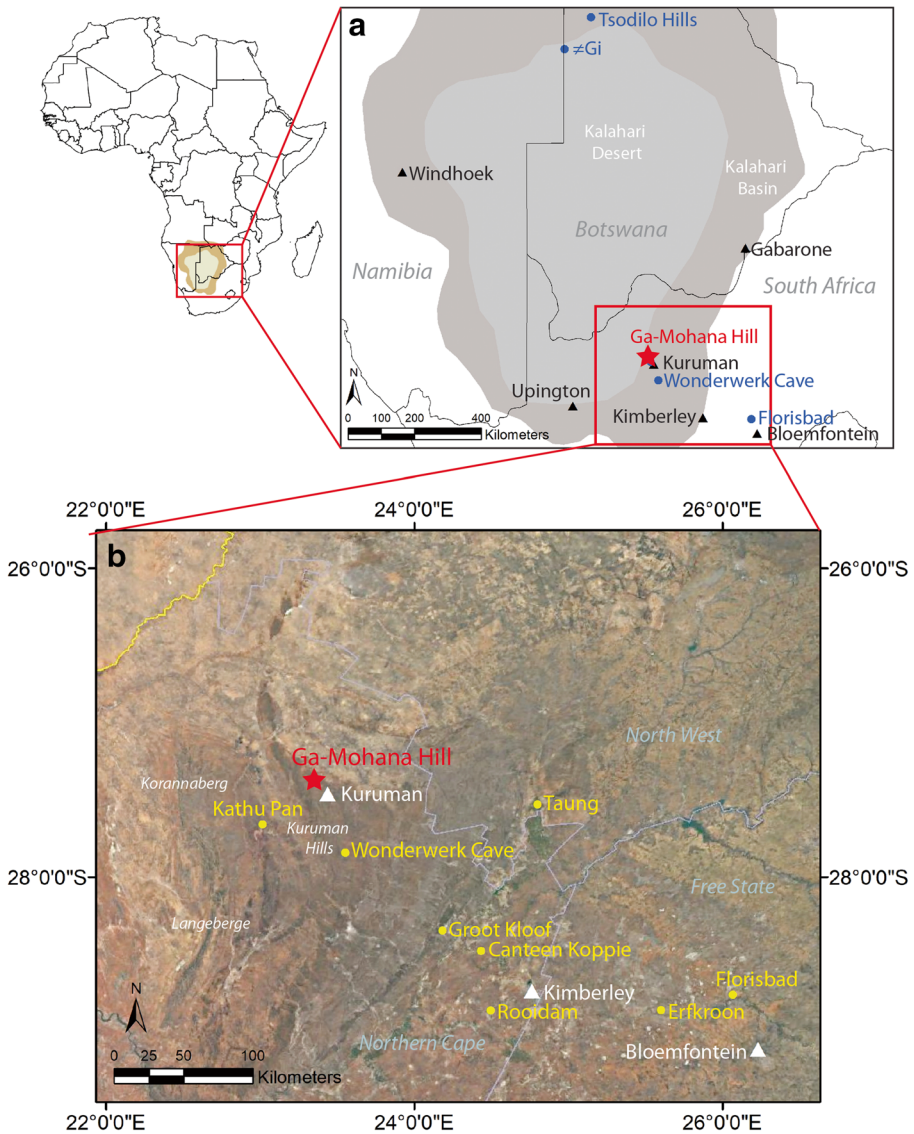 a
Tsodilo Hills
≠Gi
Kalahari
Desert
Kalahari
Basin
Windhoek
Botswana
Gabarone
Namibia
South Africa
Ga-Mohana Hill
Kuruman
Wonderwerk Cave
Upington
Kimberley
Florisbad
Bloemfontein
N
0 100 200 400
Kilometers
22°0'0"E 24°0'0"E 26°0'0"E
b
26°0'0"S 26°0'0"S
North West
Ga-Mohana Hill
Korannaberg
Kuruman
Kathu Pan
Taung
Kuruman
Hills
Wonderwerk Cave
28°0'0"S 28°0'0"S
Free State
Langeberge
Groot Kloof
Canteen Koppie
Florisbad
Kimberley
Rooidam
Erfkroon
Northern Cape
Bloemfontein
N
0 25 50 100
Kilometers
22°0'0"E 24°0'0"E 26°0'0"E